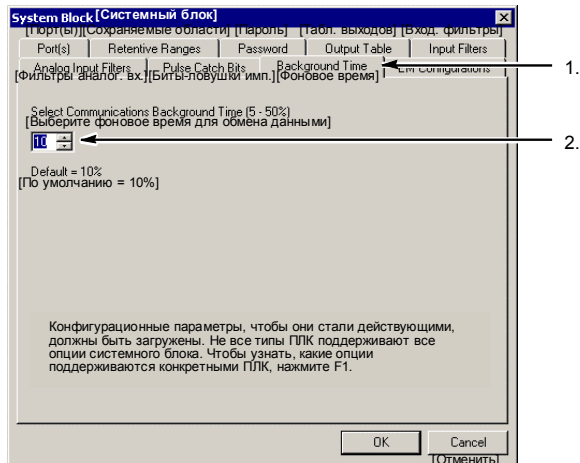 System Block [Системный блок]
[Порт(ы)][Сохраняемые области] [Пароль] [Табл. выходов] [Вход. фильтры]
Port(s) Retentive Ranges Password Output Table Input Filters
Analog Input Filters Pulse Catch Bits Background Time EM Configurations
[Фильтры аналог. вх.][Биты-ловушки имп.][Фоновое время]
1.
Select Communications Background Time (5 - 50%)
[Выберите фоновое время для обмена данными]
10
2.
Default = 10%
[По умолчанию = 10%]
Конфигурационные параметры, чтобы они стали действующими,
должны быть загружены. Не все типы ПЛК поддерживают все
опции системного блока. Чтобы узнать, какие опции
поддерживаются конкретными ПЛК, нажмите F1.
OK Cancel
[Отменить]